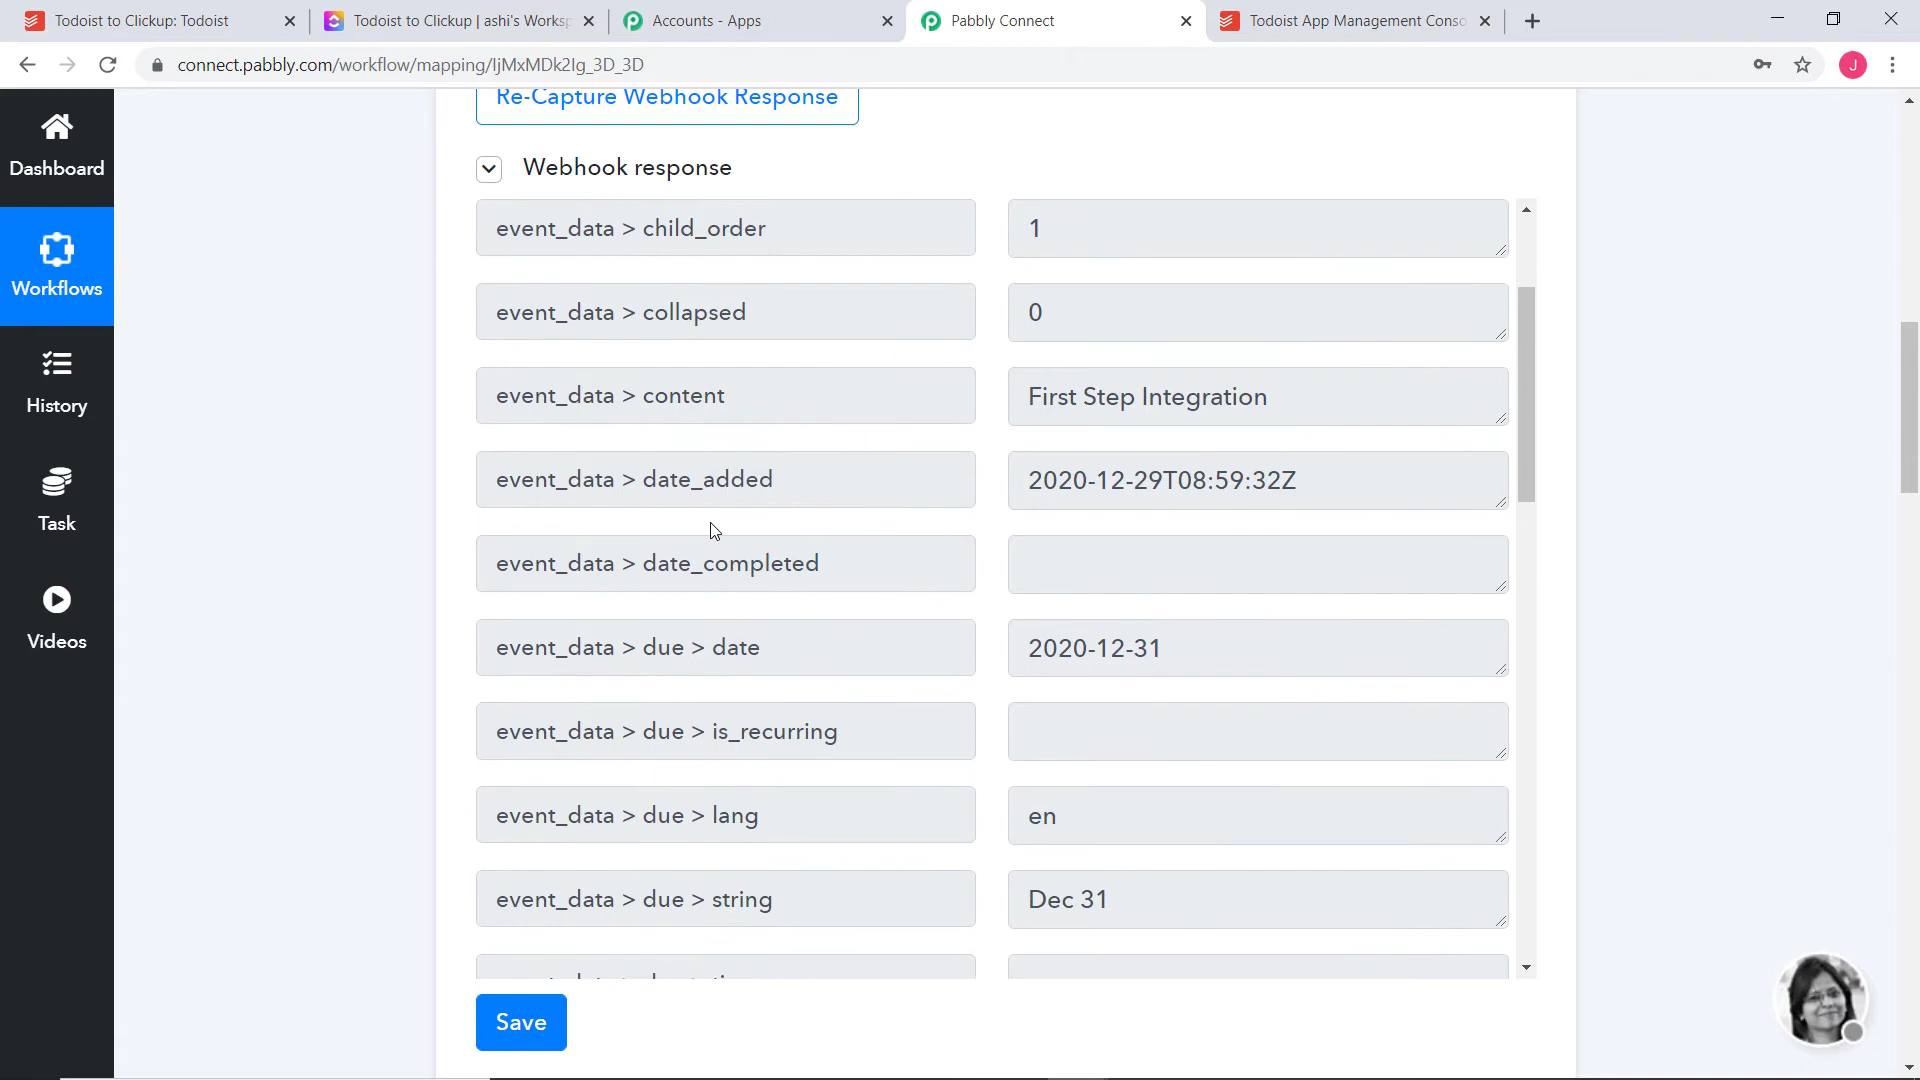 Todoist to Clickup: Todoist
Todoist to Clickup | ashi's Worksp
Accounts - Apps
Pabbly Connect
Todoist App Management Conso
connect.pabbly.com/workflow/mapping/IjMxMDk2Ig_3D_3D
J
Dashboard
Workflows
History
Task
Videos
Re-Capture Webhook Response
Webhook response
event_data > child_order
1
event_data > collapsed
0
event_data > content
First Step Integration
event_data > date_added
2020-12-29T08:59:32Z
event_data > date_completed
event_data > due > date
2020-12-31
event_data > due > is_recurring
event_data > due > lang
en
event_data > due > string
Dec 31
Save